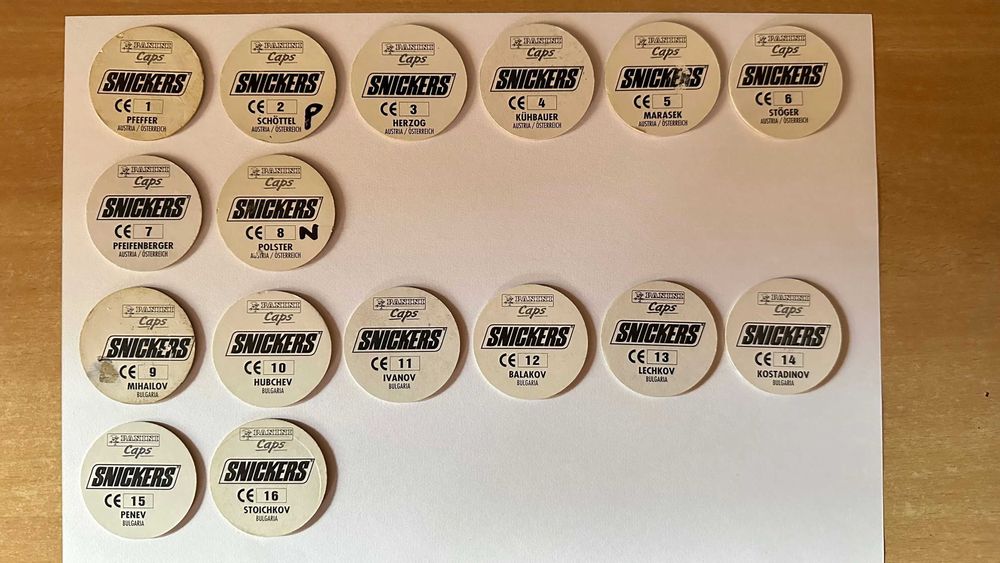 PANINI
Caps
SNICKERS
CE 1
PFEFFER
AUSTRIA / ÖSTERREICH
PANINI
Caps
SNICKERS
CE 2
SCHÖTTEL
AUSTRIA / ÖSTERREICH
P
PANINI
Caps
SNICKERS
CE 3
HERZOG
AUSTRIA / ÖSTERREICH
PANINI
Caps
SNICKERS
CE 4
KÜHBAUER
AUSTRIA / ÖSTERREICH
PANINI
Caps
SNICKERS
CE 5
MARASEK
AUSTRIA / ÖSTERREICH
PANINI
Caps
SNICKERS
CE 6
STÖGER
AUSTRIA / ÖSTERREICH
PANINI
Caps
SNICKERS
CE 7
PFEIFENBERGER
AUSTRIA / ÖSTERREICH
PANINI
Caps
SNICKERS
CE 8 N
POLSTER
AUSTRIA / ÖSTERREICH
PANINI
Caps
SNICKERS
CE 9
MIHAILOV
BULGARIA
PANINI
Caps
SNICKERS
CE 10
HUBCHEV
BULGARIA
PANINI
Caps
SNICKERS
CE 11
IVANOV
BULGARIA
PANINI
Caps
SNICKERS
CE 12
BALAKOV
BULGARIA
PANINI
Caps
SNICKERS
CE 13
LECHKOV
BULGARIA
PANINI
Caps
SNICKERS
CE 14
KOSTADINOV
BULGARIA
PANINI
Caps
SNICKERS
CE 15
PENEV
BULGARIA
PANINI
Caps
SNICKERS
CE 16
STOICHKOV
BULGARIA